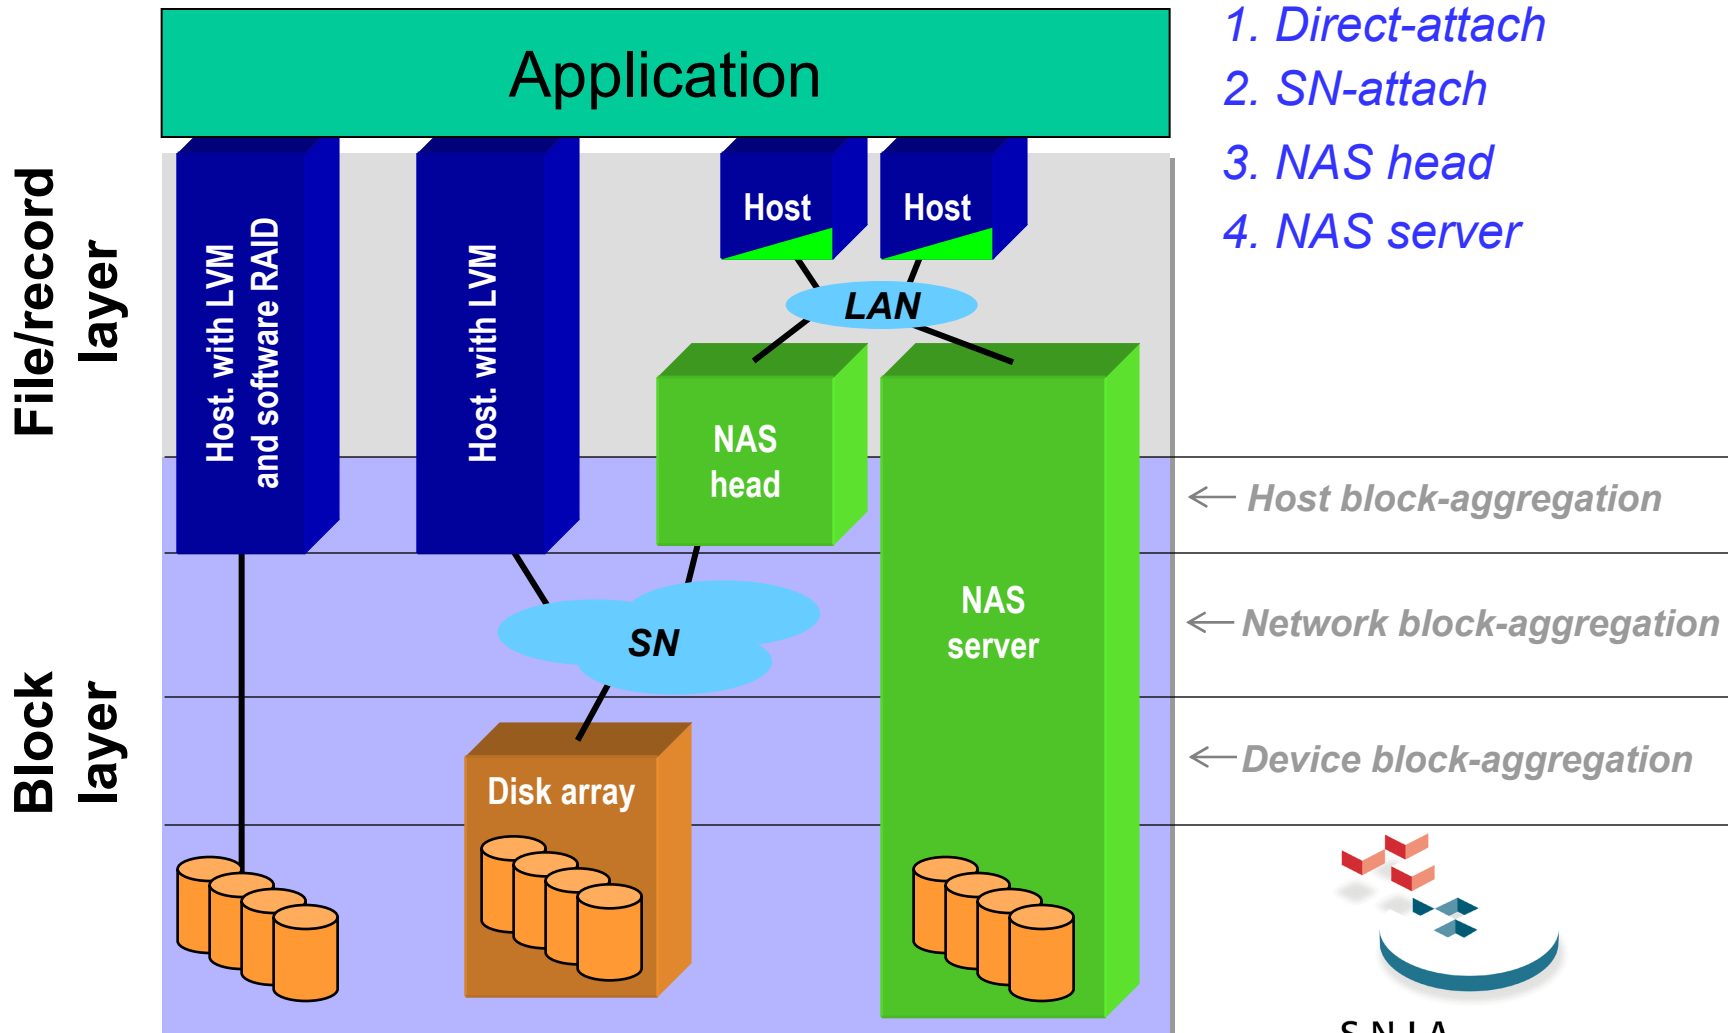 Application
1. Direct-attach
2. SN-attach
3. NAS head
4. NAS server
File/record
layer
Host. with LVM
and software RAID
Host. with LVM
Host
Host
LAN
NAS
head
NAS
server
Host block-aggregation
Network block-aggregation
Device block-aggregation
SN
Block
layer
Disk array
SNIA